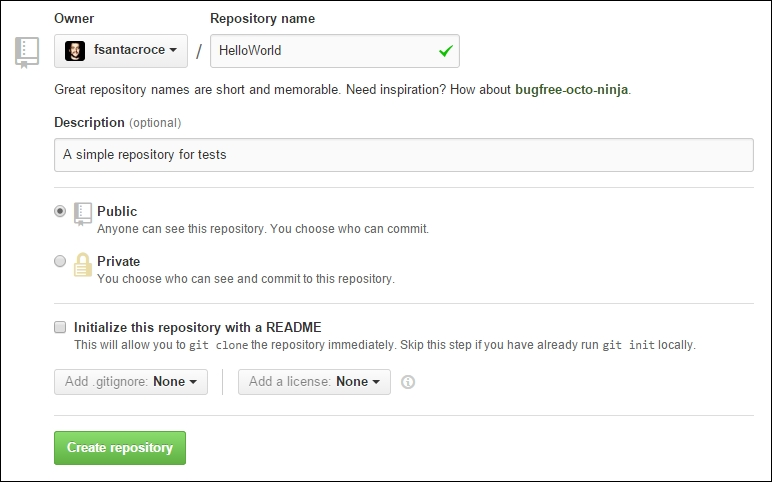 Owner Repository name
fsantacroce / HelloWorld
Great repository names are short and memorable. Need inspiration? How about bugfree-octo-ninja.
Description (optional)
A simple repository for tests
Public
Anyone can see this repository. You choose who can commit.
Private
You choose who can see and commit to this repository.
Initialize this repository with a README
This will allow you to git clone the repository immediately. Skip this step if you have already run git init locally.
Add .gitignore: None Add a license: None
Create repository